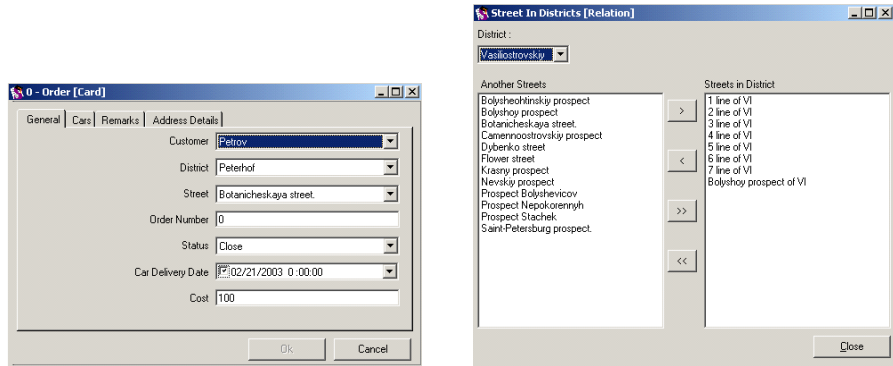 0 - Order [Card]
General Cars Remarks Address Details
Customer Petrov
District Peterhof
Street Botanicheskaya street.
Order Number 0
Status Close
Car Delivery Date 02/21/2003 0:00:00
Cost 100
Ok Cancel
Street In Districts [Relation]
District :
Vasiliostrovskiy
Another Streets
Bolysheohtinskiy prospect
Bolyshoy prospect
Botanicheskaya street.
Camennoostrovskiy prospect
Dybenko street
Flower street
Krasny prospect
Nevskiy prospect
Prospect Bolyshevicov
Prospect Nepokorennyh
Prospect Stachek
Saint-Petersburg prospect.
>
<
>>
<<
Streets in District
1 line of VI
2 line of VI
3 line of VI
4 line of VI
5 line of VI
6 line of VI
7 line of VI
Bolyshoy prospect of VI
Close